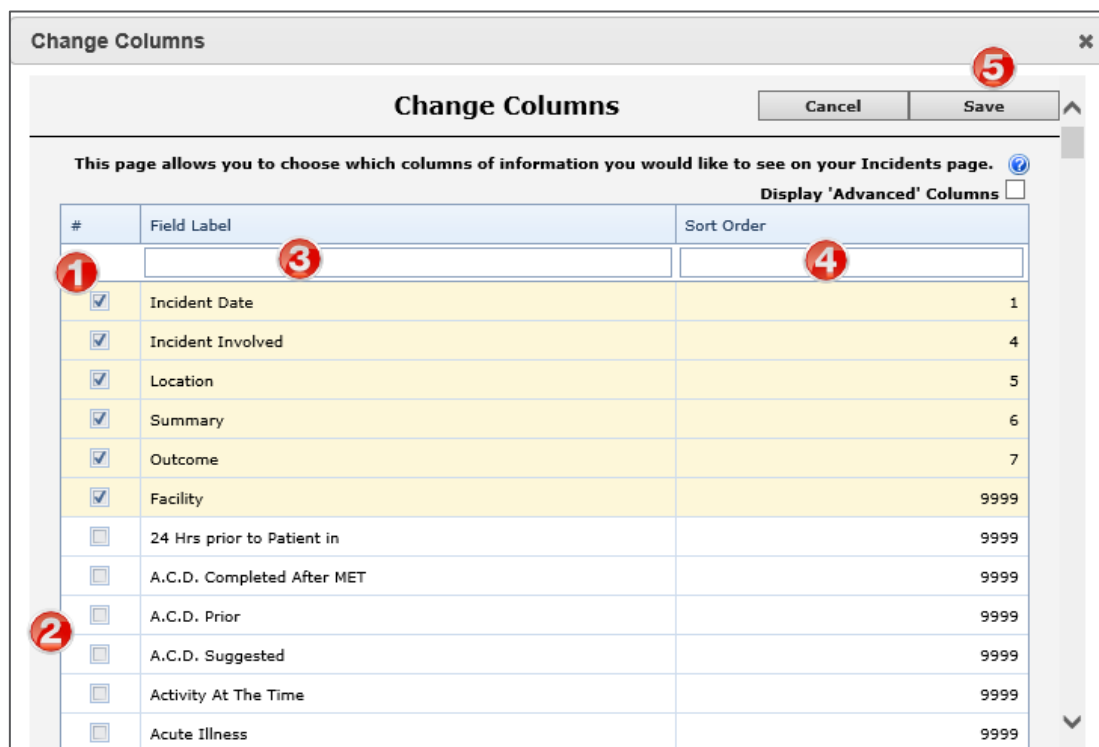 Change Columns
5
Change Columns Cancel Save
This page allows you to choose which columns of information you would like to see on your Incidents page.
Display 'Advanced' Columns
# Field Label Sort Order
1 3 4
Incident Date 1
Incident Involved 4
Location 5
Summary 6
Outcome 7
Facility 9999
24 Hrs prior to Patient in 9999
A.C.D. Completed After MET 9999
A.C.D. Prior 9999
2
A.C.D. Suggested 9999
Activity At The Time 9999
Acute Illness 9999